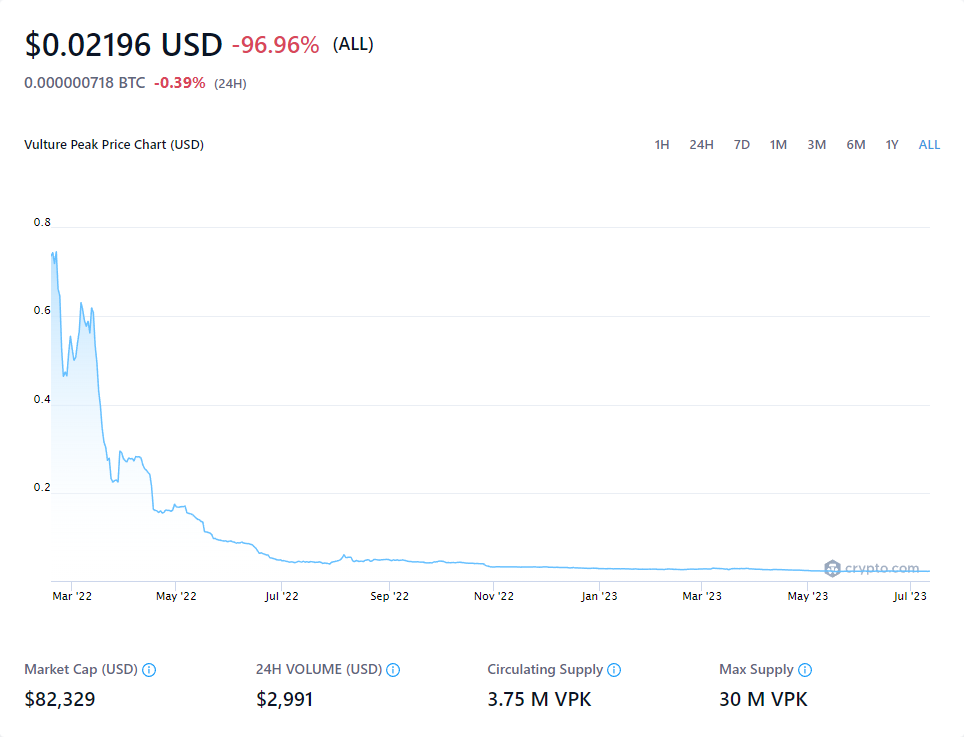 $0.02196 USD -96.96% (ALL)
0.000000718 BTC -0.39% (24H)
Vulture Peak Price Chart (USD) 1H 24H 7D 1M 3M 6M 1Y ALL
0.8
0.6
0.4
0.2
crypto.com
Mar '22 May '22 Jul '22 Sep '22 Nov '22 Jan '23 Mar '23 May '23 Jul '23
Market Cap (USD) 24H VOLUME (USD) Circulating Supply Max Supply
$82,329 $2,991 3.75 M VPK 30 M VPK